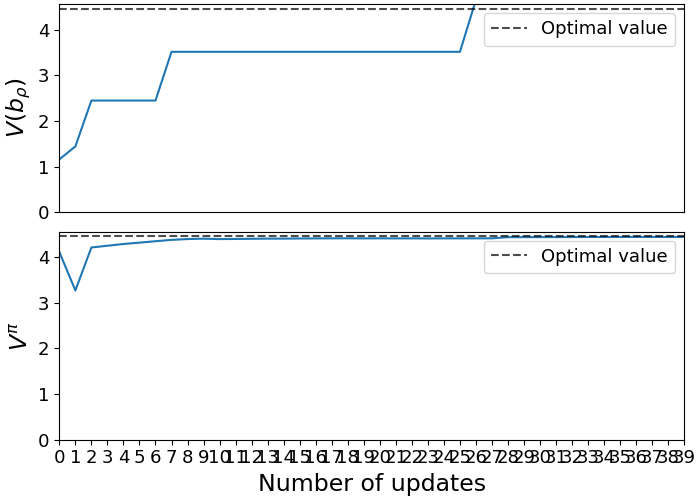 4
3
2
1
0
V(bρ)
Optimal value
4
3
2
1
0
Vπ
Optimal value
0 1 2 3 4 5 6 7 8 9 10 11 12 13 14 15 16 17 18 19 20 21 22 23 24 25 26 27 28 29 30 31 32 33 34 35 36 37 38 39
Number of updates